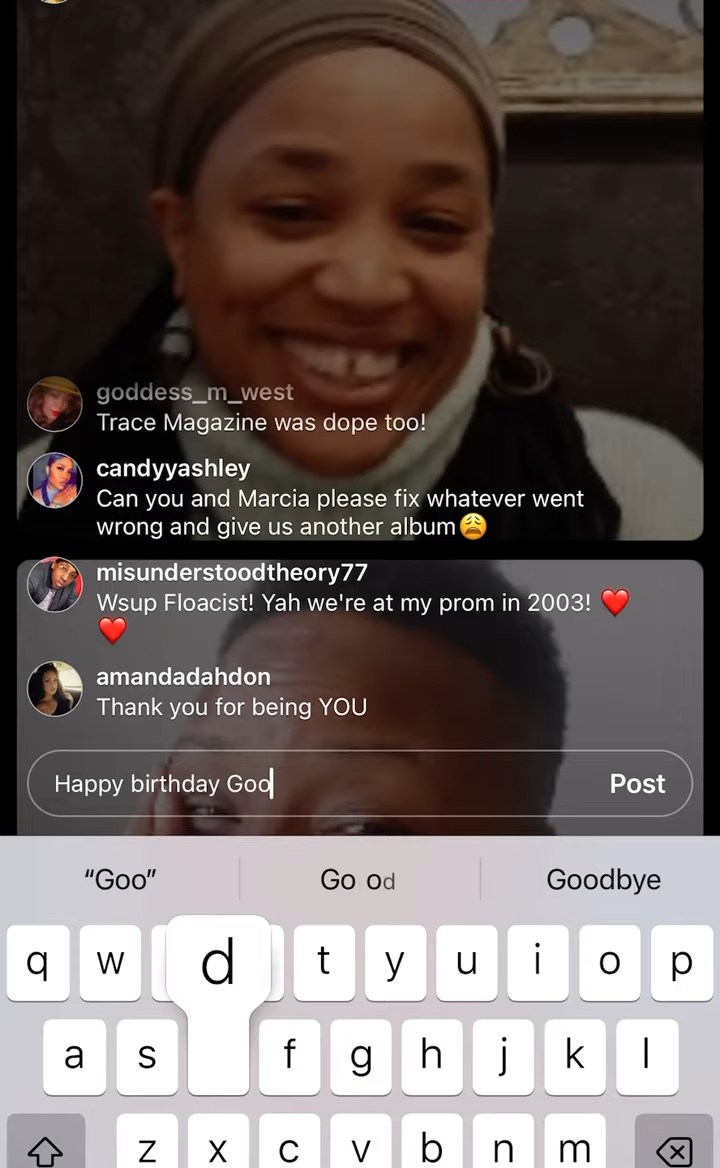 goddess_m_west
Trace Magazine was dope too!
candyyashley
Can you and Marcia please fix whatever went
wrong and give us another album😩
misunderstoodtheory77
Wsup Floacist! Yah we're at my prom in 2003! ❤️
❤️
amandadahdon
Thank you for being YOU
Happy birthday Goo
Post
“Goo”
Go od
Goodbye
q w d t y u i o p
a s f g h j k l
z x c v b n m